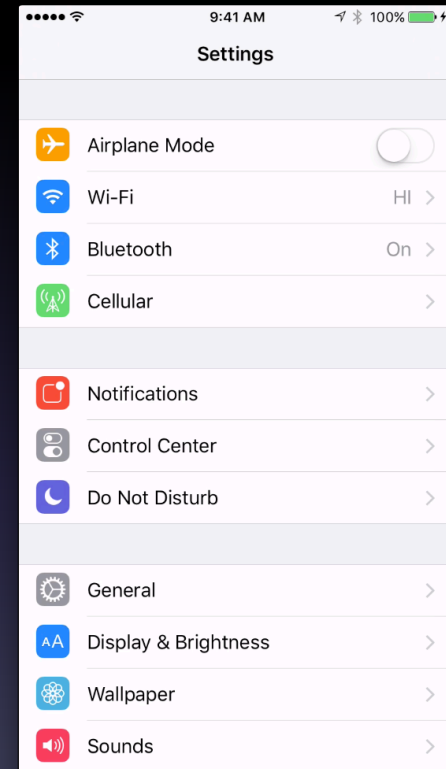 9:41 AM 100%
Settings
Airplane Mode
Wi-Fi HI
Bluetooth On
Cellular
Notifications
Control Center
Do Not Disturb
General
AA Display & Brightness
Wallpaper
Sounds